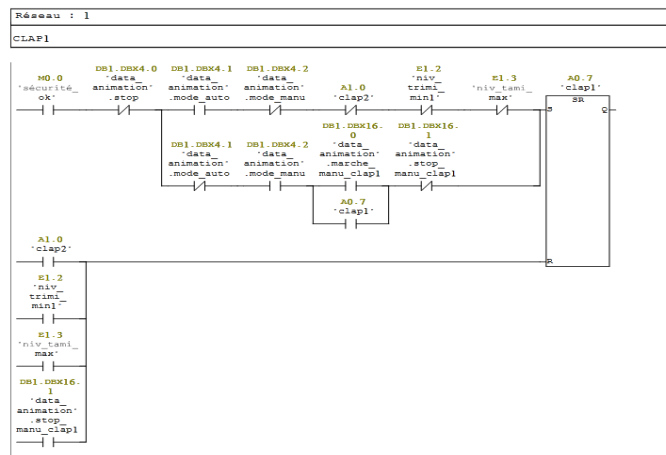 Réseau : 1
CLAP1
M0.0
'sécurité_
ok'
DB1.DBX4.0
'data_
animation'
.stop
DB1.DBX4.1
'data_
animation'
.mode_auto
DB1.DBX4.2
'data_
animation'
.mode_manu
A1.0
'clap2'
E1.2
'niv_
trimi_
min1'
E1.3
'niv_tami_
max'
A0.7
'clap1'
SR
S
Q
DB1.DBX4.1
'data_
animation'
.mode_auto
DB1.DBX4.2
'data_
animation'
.mode_manu
DB1.DBX16.
0
'data_
animation'
.marche_
manu_clap1
DB1.DBX16.
1
'data_
animation'
.stop_
manu_clap1
A0.7
'clap1'
A1.0
'clap2'
R
E1.2
'niv_
trimi_
min1'
E1.3
'niv_tami_
max'
DB1.DBX16.
1
'data_
animation'
.stop_
manu_clap1